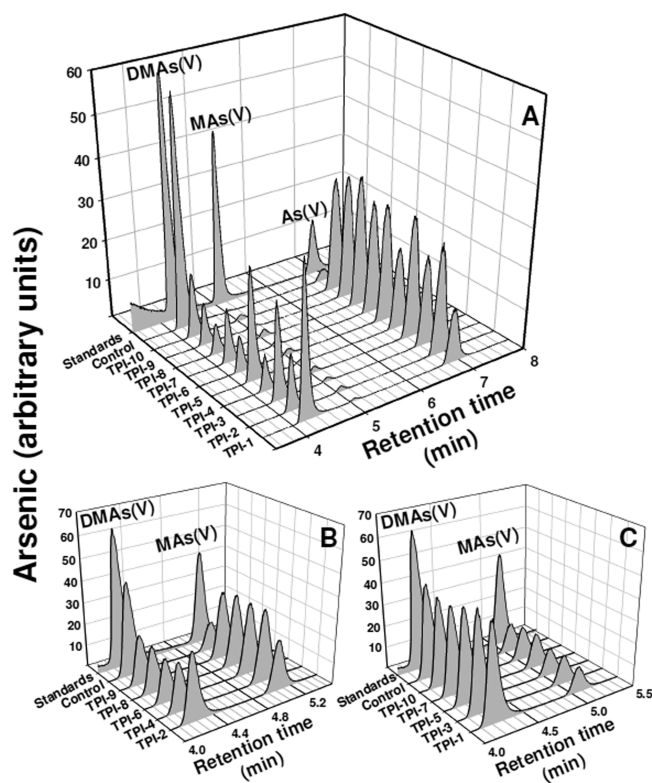 Arsenic (arbitrary units)
A
60
50
40
30
20
10
DMAs(V)
MAs(V)
As(V)
Standards
Control
TPI-10
TPI-9
TPI-8
TPI-7
TPI-6
TPI-5
TPI-4
TPI-3
TPI-2
TPI-1
4
5
6
7
8
Retention time
(min)
B
70
60
50
40
30
20
10
DMAs(V)
MAs(V)
Standards
Control
TPI-9
TPI-8
TPI-6
TPI-4
TPI-2
4.0
4.4
4.8
5.2
Retention time
(min)
C
70
60
50
40
30
20
10
DMAs(V)
MAs(V)
Standards
Control
TPI-10
TPI-7
TPI-5
TPI-3
TPI-1
4.0
4.5
5.0
5.5
Retention time
(min)